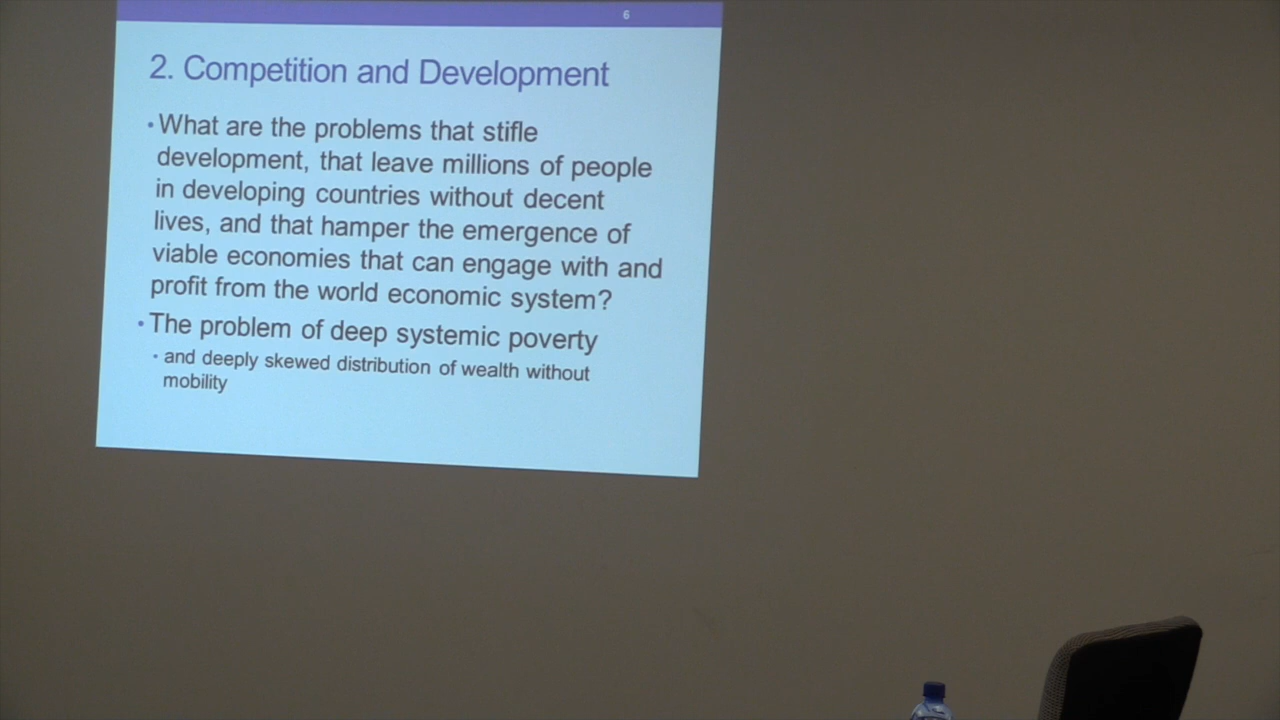 6
2. Competition and Development
• What are the problems that stifle
development, that leave millions of people
in developing countries without decent
lives, and that hamper the emergence of
viable economies that can engage with and
profit from the world economic system?
• The problem of deep systemic poverty
• and deeply skewed distribution of wealth without
mobility